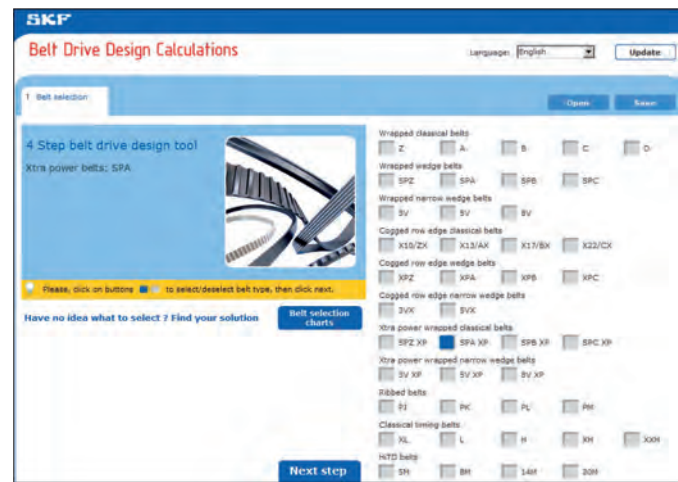 SKF
Belt Drive Design Calculations
Language: English
Update
1 Belt selection
Open
Save
4 Step belt drive design tool
Xtra power belts: SPA
Please, click on buttons to select/deselect belt type, then click next.
Have no idea what to select ? Find your solution
Belt selection
charts
Next step
Wrapped classical belts
Z A B C D
Wrapped wedge belts
SPZ SPA SPB SPC
Wrapped narrow wedge belts
3V 5V 8V
Cogged row edge classical belts
X10/ZX X13/AX X17/BX X22/CX
Cogged row edge wedge belts
XPZ XPA XPB XPC
Cogged row edge narrow wedge belts
3VX 5VX
Xtra power wrapped classical belts
SPZ XP SPA XP SPB XP SPC XP
Xtra power wrapped narrow wedge belts
3V XP 5V XP 8V XP
Ribbed belts
PJ PK PL PM
Classical timing belts
XL L H XH XXH
HiTD belts
5M 8M 14M 20M